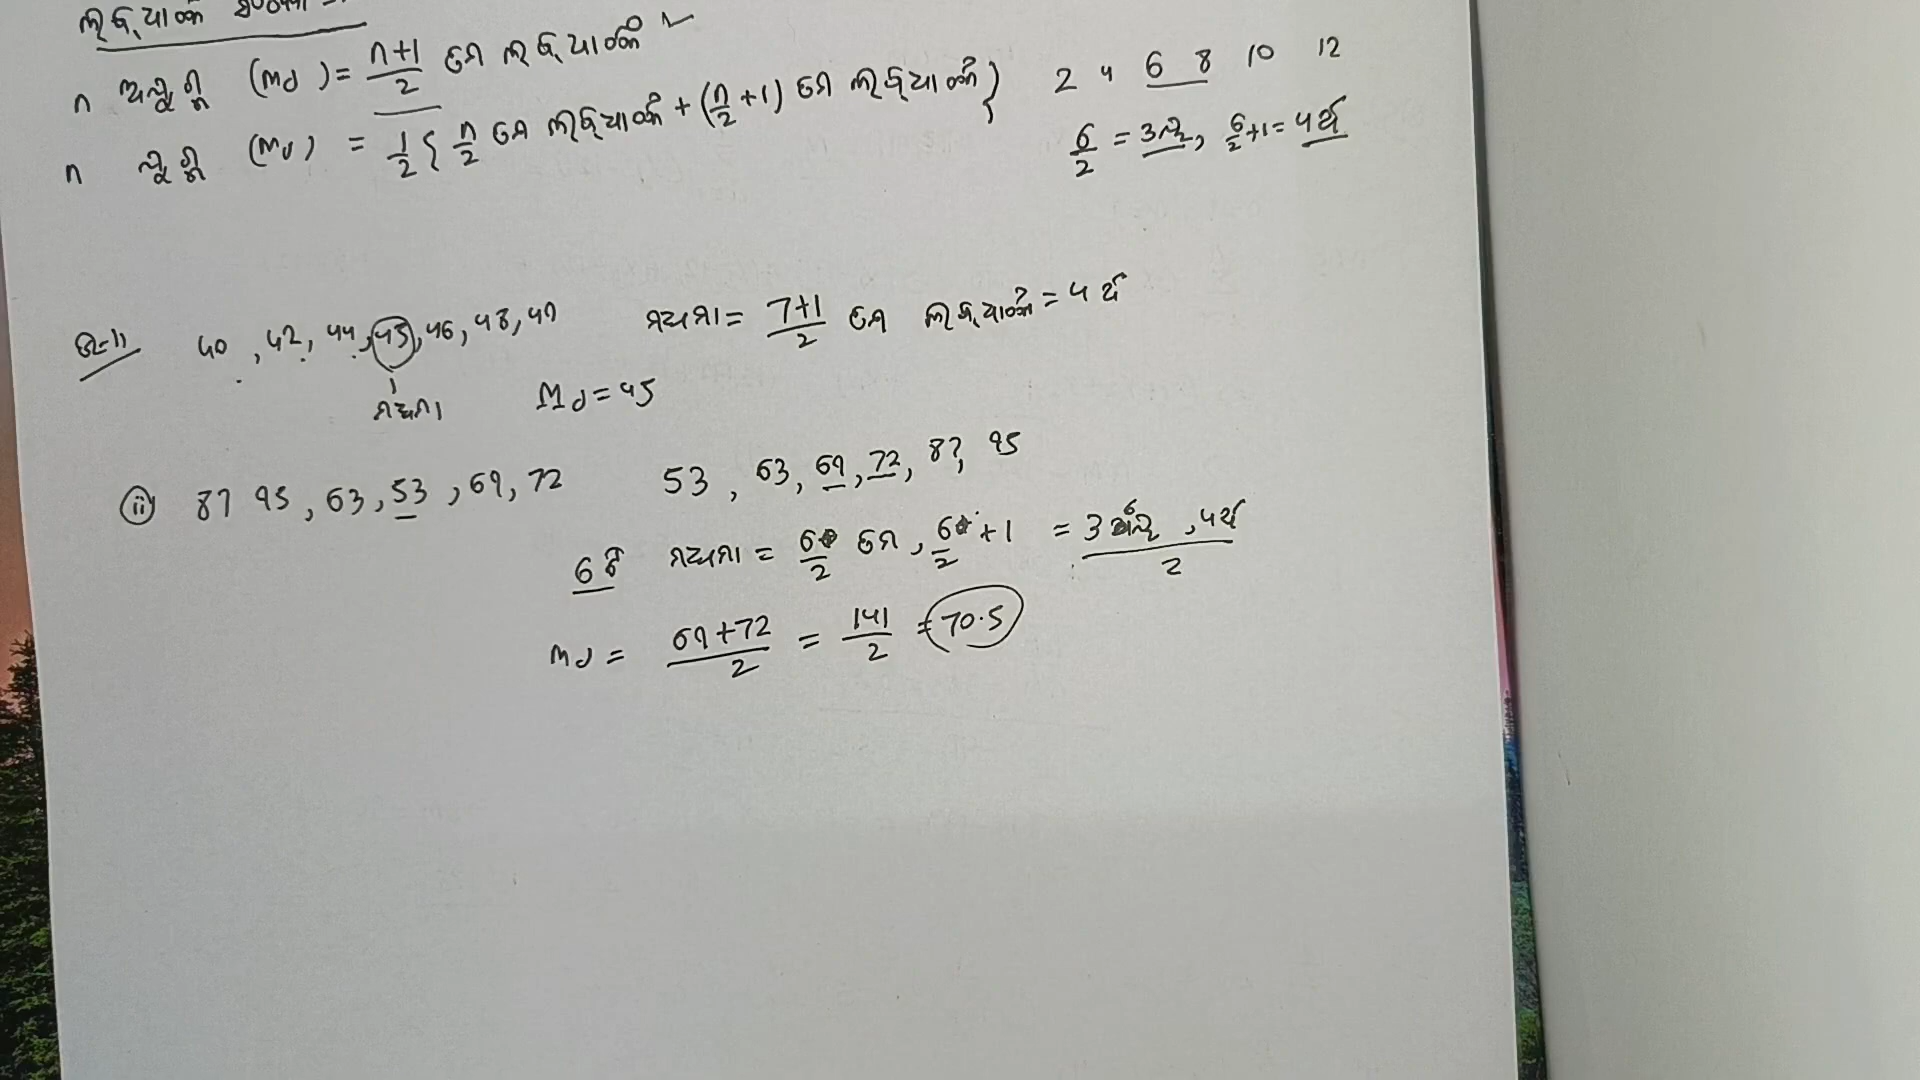 ଲବ୍ଧାଙ୍କ
n ଅଯୁଗ୍ମ (Md) = n+1/2 ତମ ଲବ୍ଧାଙ୍କ ✓
n ଯୁଗ୍ମ (Md) = 1/2 { n/2 ତମ ଲବ୍ଧାଙ୍କ + (n/2 + 1) ତମ ଲବ୍ଧାଙ୍କ }
2 4 6 8 10 12
6/2 = 3ୟ, 6/2 + 1 = 4ର୍ଥ
40, 42, 44, 45, 46, 48, 49 ମଧ୍ୟମା = 7+1/2 ତମ ଲବ୍ଧାଙ୍କ = 4ର୍ଥ
ମଧ୍ୟମା Md = 45
(ii) 87 95, 63, 53, 69, 72 53, 63, 69, 72, 87, 95
6ଟି ମଧ୍ୟମା = 6/2 ତମ, 6/2 + 1 = 3ୟ, 4ର୍ଥ/2
Md = 69+72/2 = 141/2 = 70.5